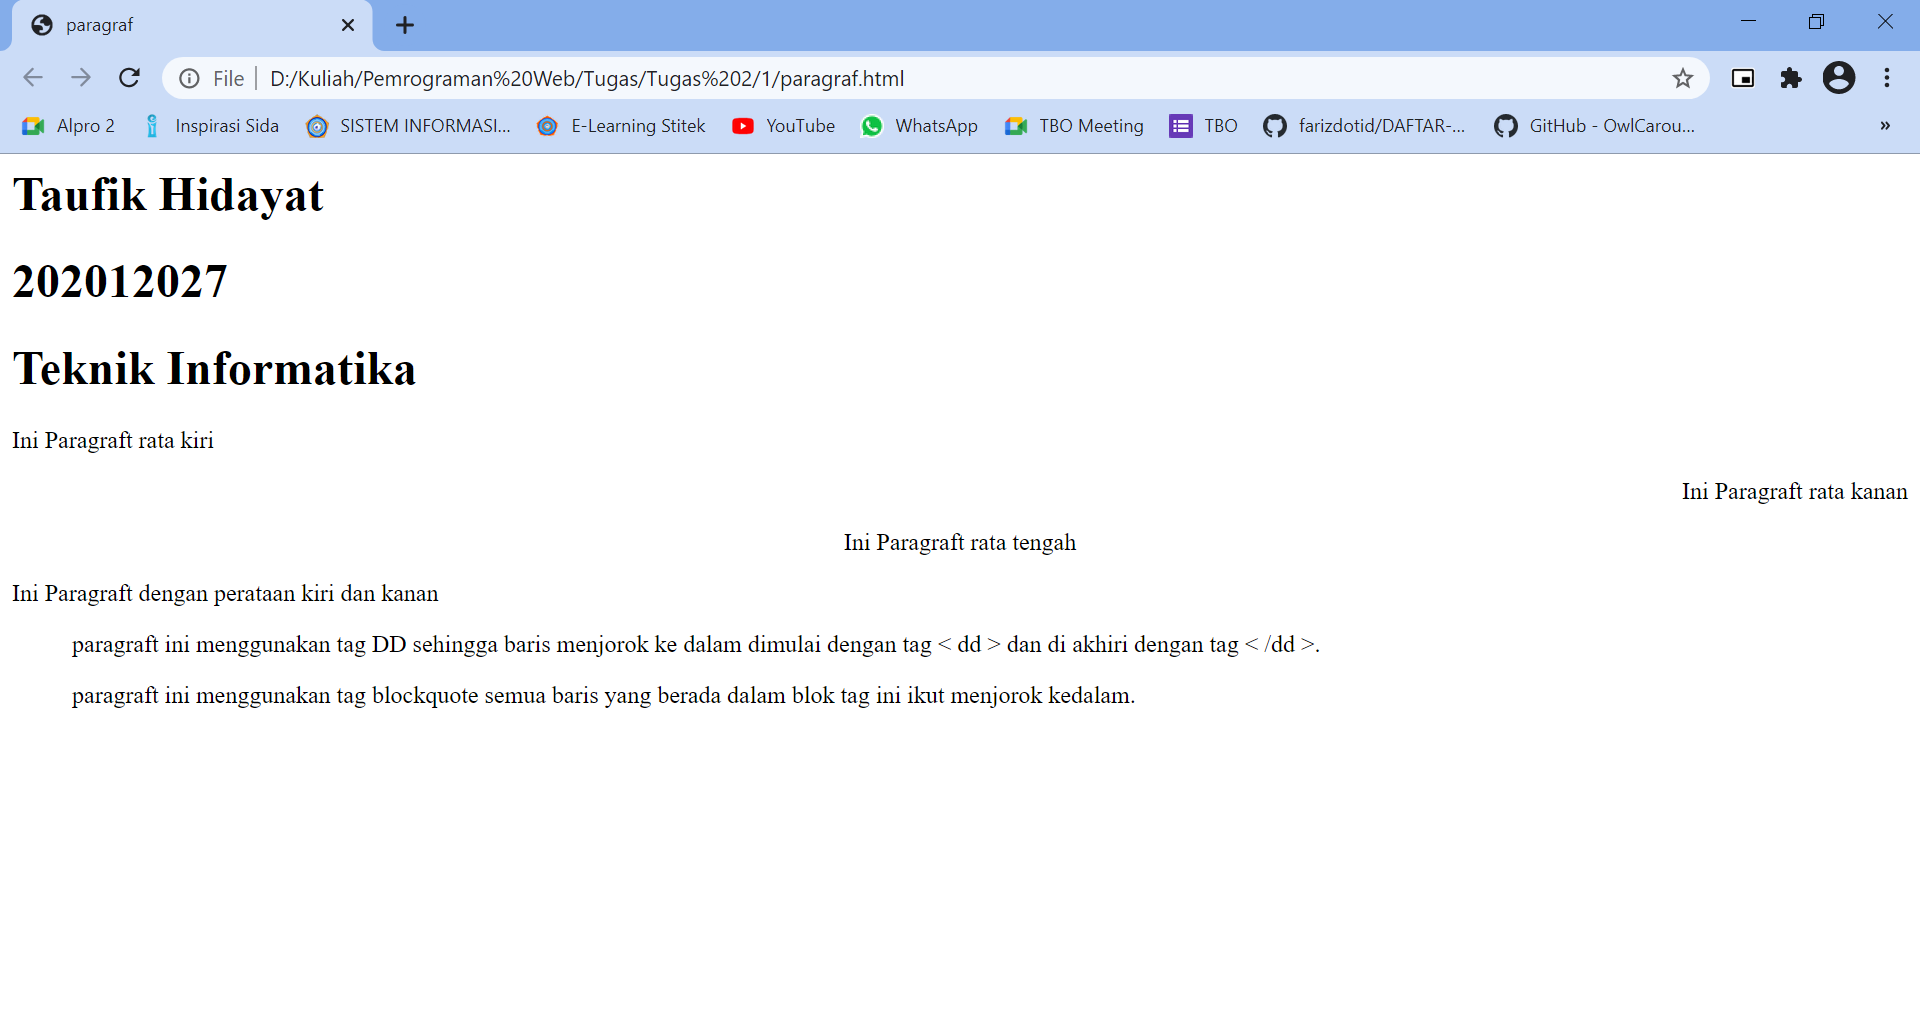 paragraf
File D:/Kuliah/Pemrograman%20Web/Tugas/Tugas%202/1/paragraf.html
Alpro 2 Inspirasi Sida SISTEM INFORMASI... E-Learning Stitek YouTube WhatsApp TBO Meeting TBO farizdotid/DAFTAR-... GitHub - OwlCarou... »
Taufik Hidayat
202012027
Teknik Informatika
Ini Paragraft rata kiri
Ini Paragraft rata kanan
Ini Paragraft rata tengah
Ini Paragraft dengan perataan kiri dan kanan
paragraft ini menggunakan tag DD sehingga baris menjorok ke dalam dimulai dengan tag < dd > dan di akhiri dengan tag < /dd >.
paragraft ini menggunakan tag blockquote semua baris yang berada dalam blok tag ini ikut menjorok kedalam.